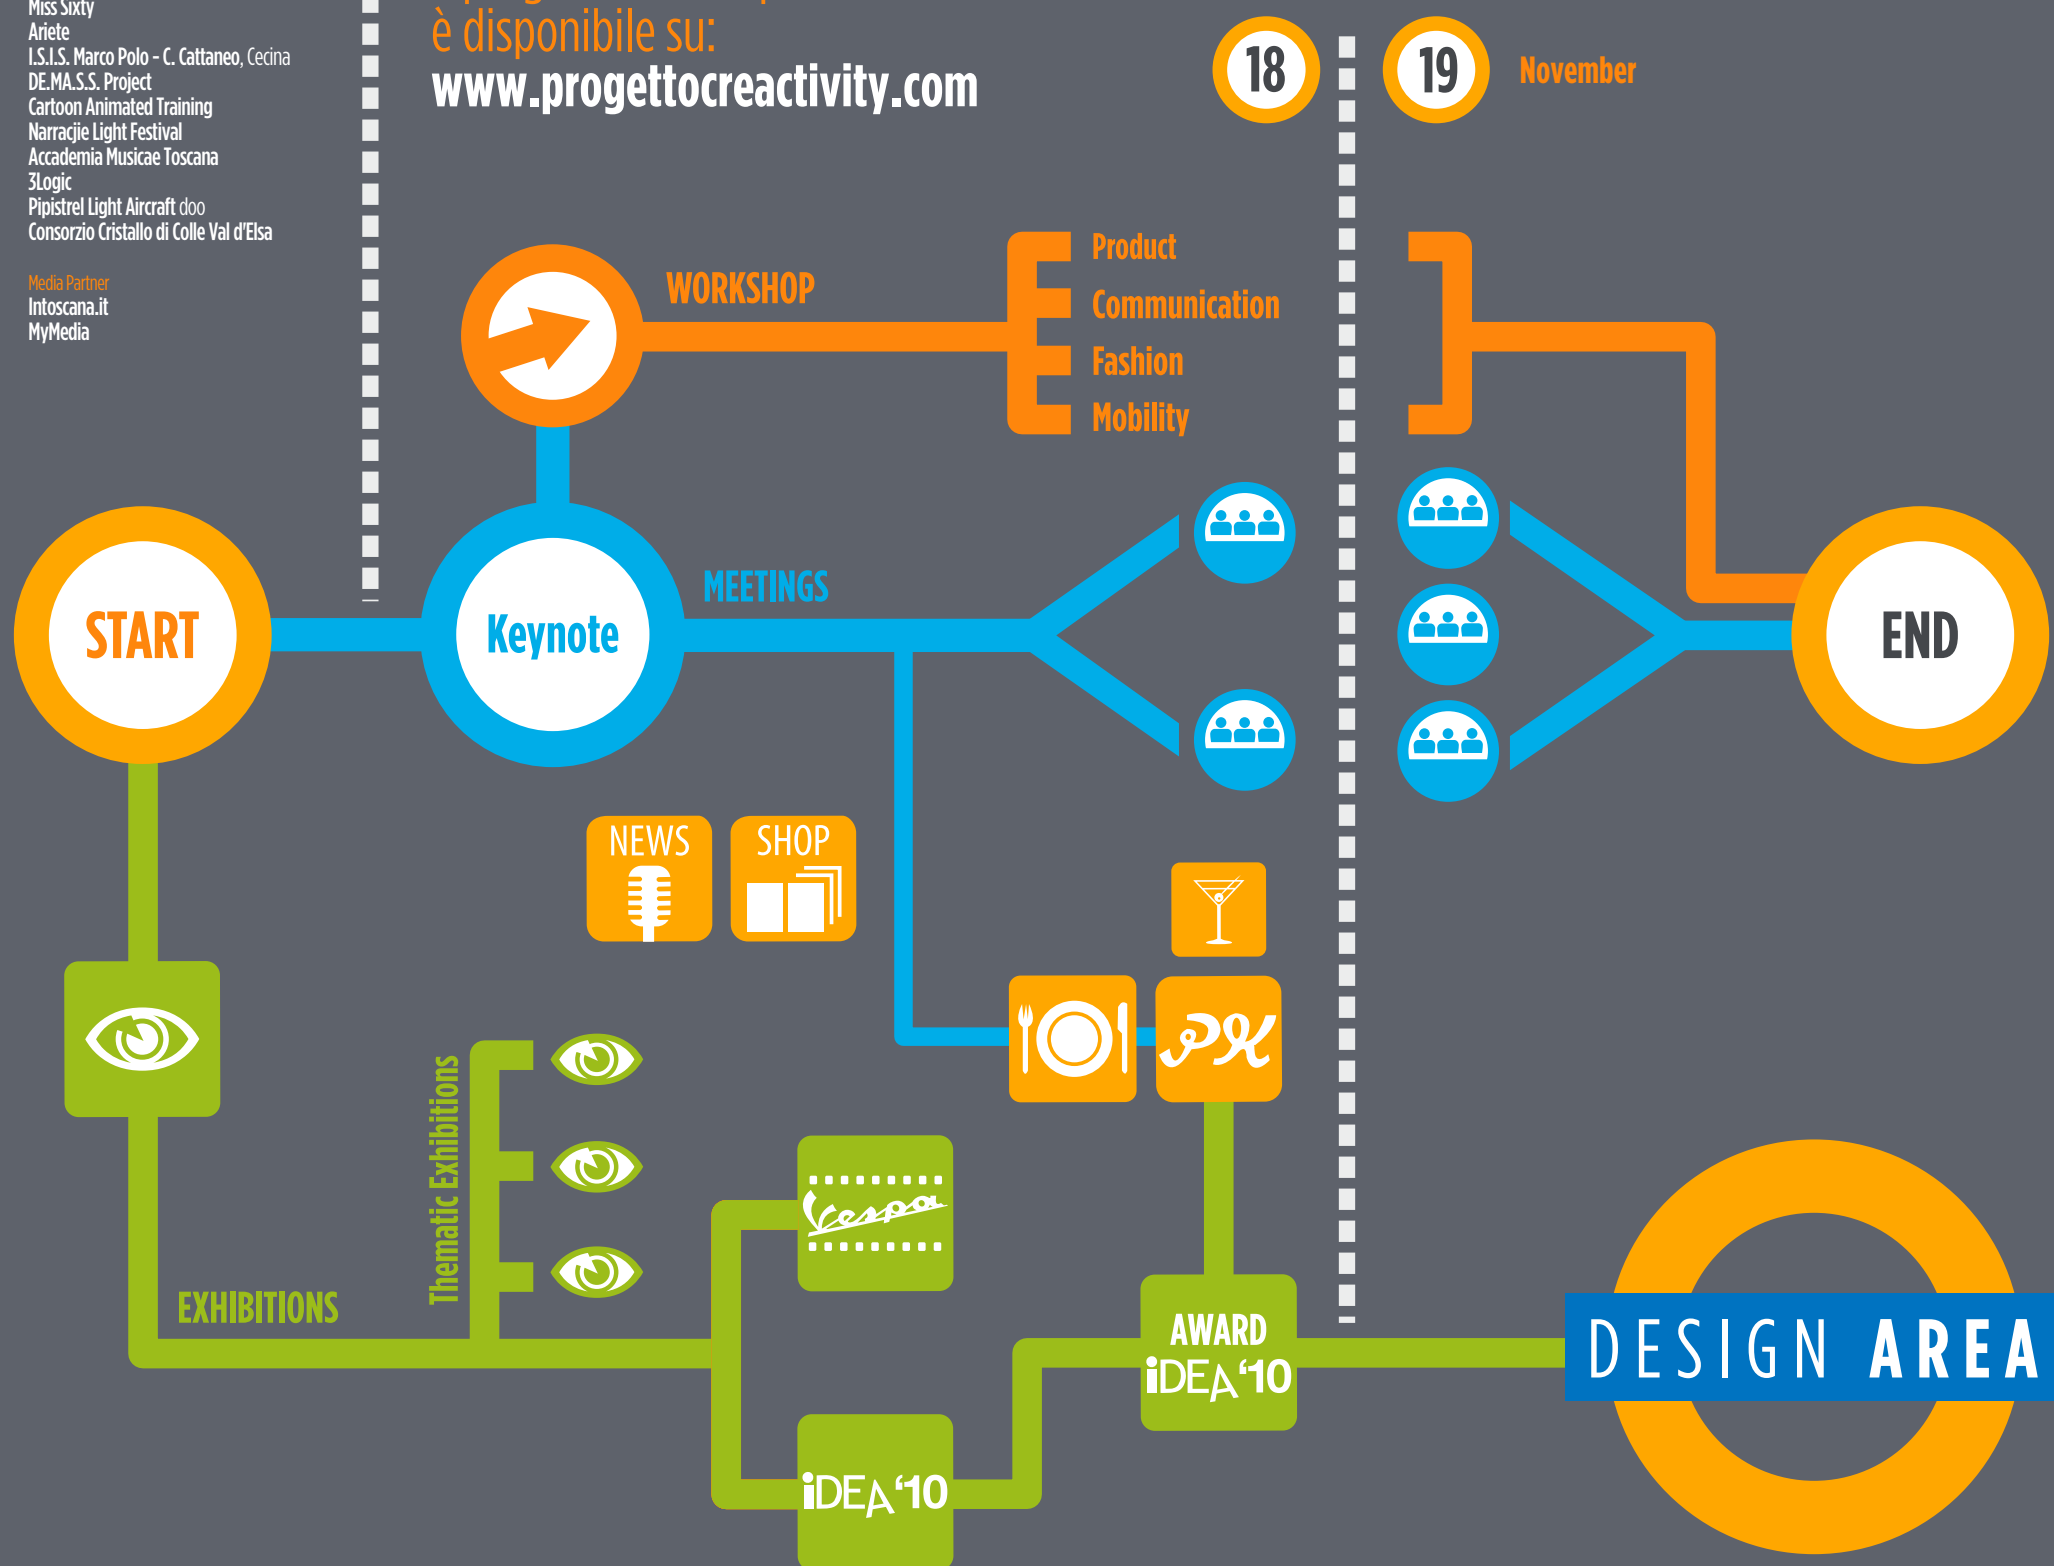 Miss Sixty
Ariete
I.S.I.S. Marco Polo - C. Cattaneo, Cecina
DE.MA.S.S. Project
Cartoon Animated Training
Narracjie Light Festival
Accademia Musicae Toscana
3Logic
Pipistrel Light Aircraft doo
Consorzio Cristallo di Colle Val d'Elsa
Media Partner
Intoscana.it
MyMedia
è disponibile su:
www.progettocreactivity.com
18
19
November
WORKSHOP
Product
Communication
Fashion
Mobility
START
Keynote
MEETINGS
END
NEWS
SHOP
Thematic Exhibitions
EXHIBITIONS
Vespa
iDEA‘10
AWARD
iDEA‘10
DESIGN AREA